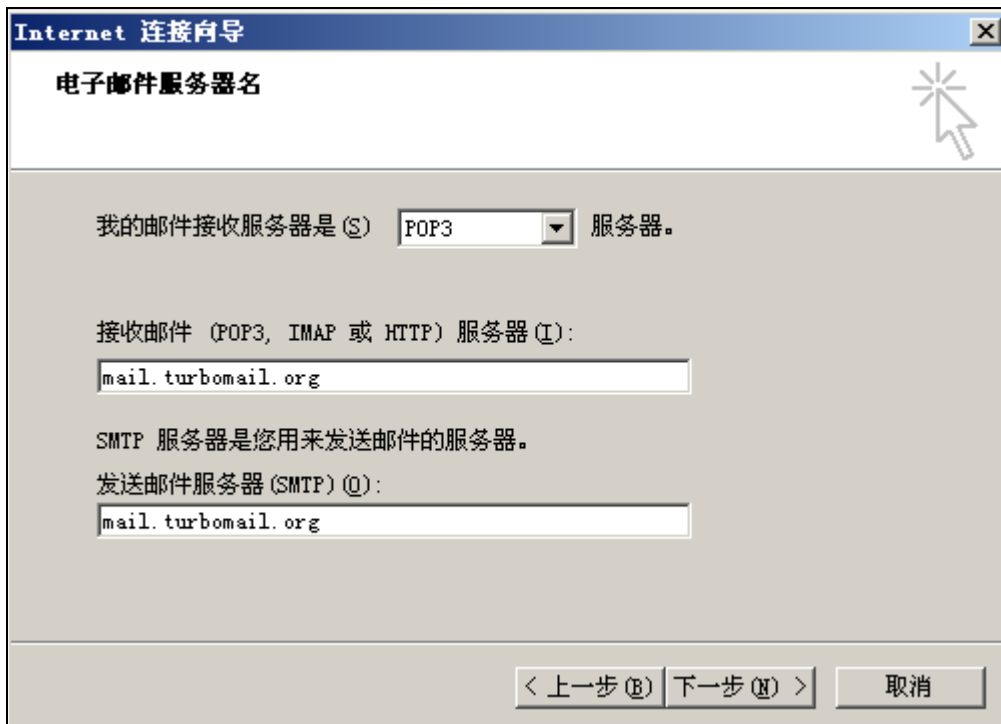 Internet 连接向导
电子邮件服务器名
我的邮件接收服务器是(S) POP3 服务器。
接收邮件 (POP3, IMAP 或 HTTP) 服务器(I):
mail.turbomail.org
SMTP 服务器是您用来发送邮件的服务器。
发送邮件服务器(SMTP)(O):
mail.turbomail.org
< 上一步(B) 下一步(N) > 取消